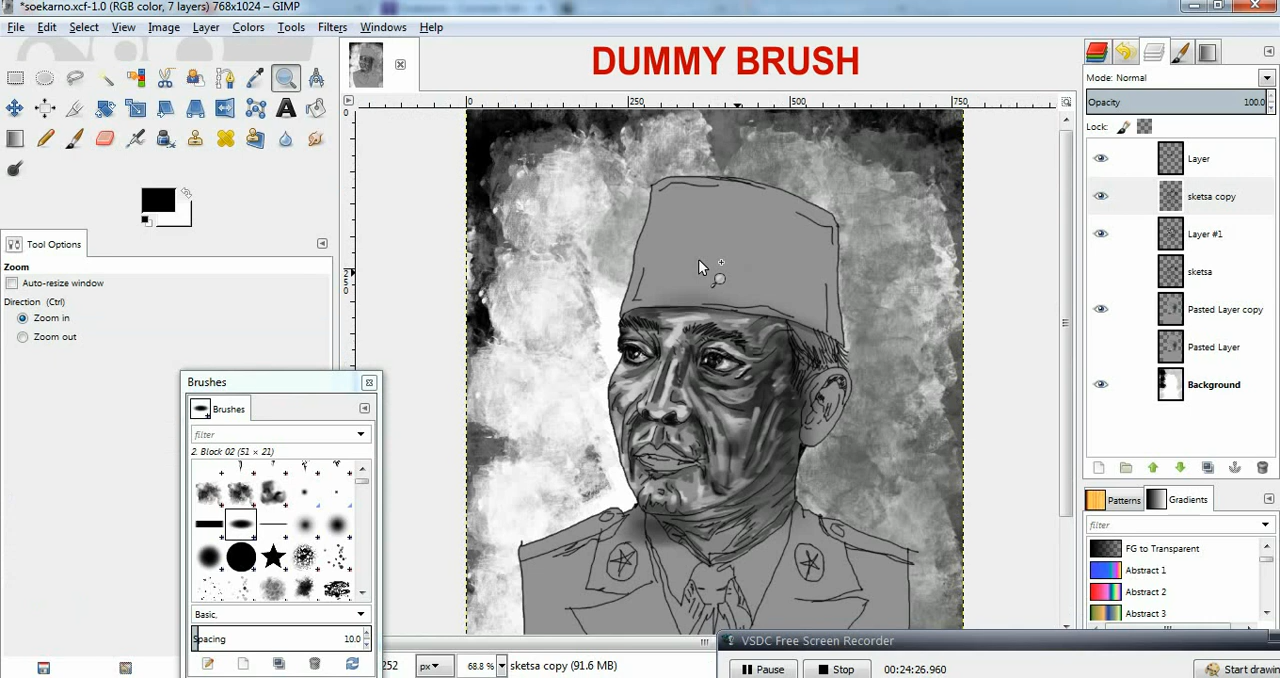 *soekarno.xcf-1.0 (RGB color, 7 layers) 768x1024 – GIMP
File Edit Select View Image Layer Colors Tools Filters Windows Help
DUMMY BRUSH
Mode: Normal
Opacity 100.0
Lock:
Layer
sketsa copy
Layer #1
sketsa
Pasted Layer copy
Pasted Layer
Background
0 250 500 750
Tool Options
Zoom
Auto-resize window
Direction (Ctrl)
Zoom in
Zoom out
Brushes
Brushes
filter
2. Block 02 (51 × 21)
Basic,
Spacing 10.0
Patterns Gradients
filter
FG to Transparent
Abstract 1
Abstract 2
Abstract 3
252 px 68.8 % sketsa copy (91.6 MB)
VSDC Free Screen Recorder
Pause Stop 00:24:26.960 Start drawin